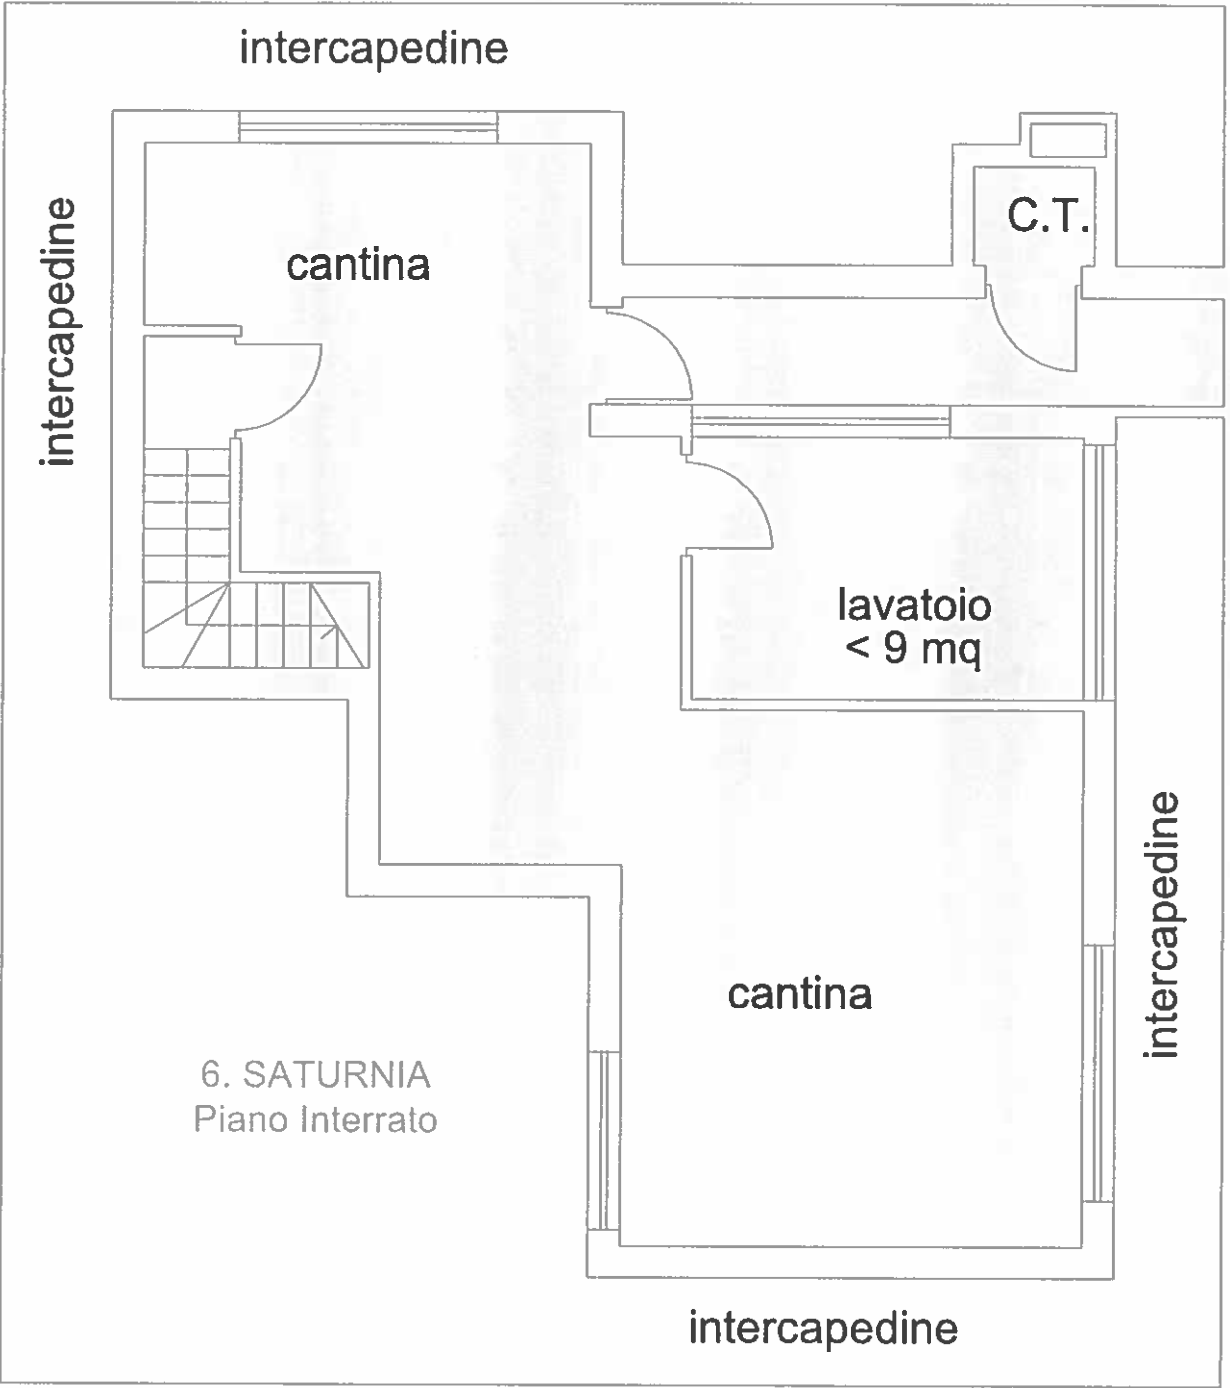 intercapedine
intercapedine
cantina
C.T.
lavatoio
< 9 mq
cantina
intercapedine
6. SATURNIA
Piano Interrato
intercapedine